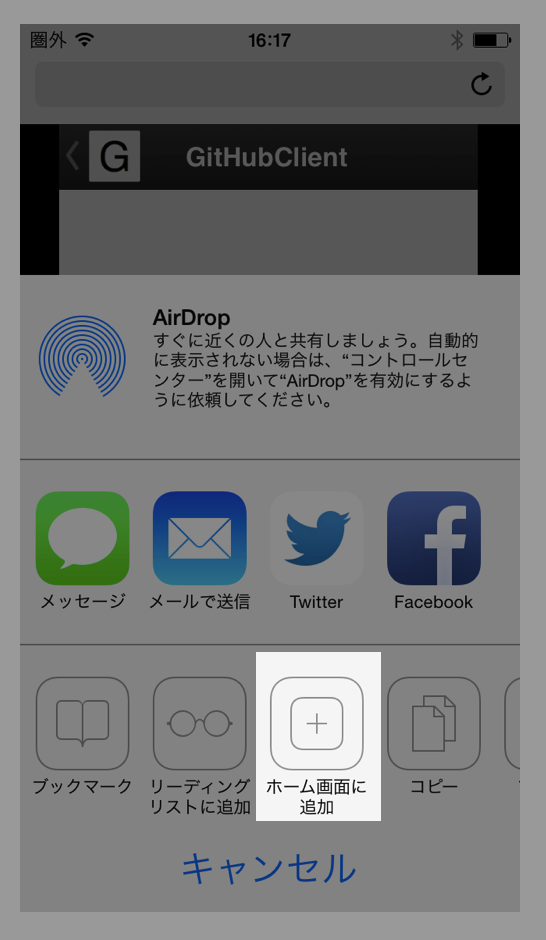 圏外 16:17
G GitHubClient
AirDrop
すぐに近くの人と共有しましょう。自動的
に表示されない場合は、“コントロールセ
ンター”を開いて“AirDrop”を有効にするよ
うに依頼してください。
メッセージ メールで送信 Twitter Facebook
ブックマーク リーディング ホーム画面に コピー
リストに追加 追加
キャンセル